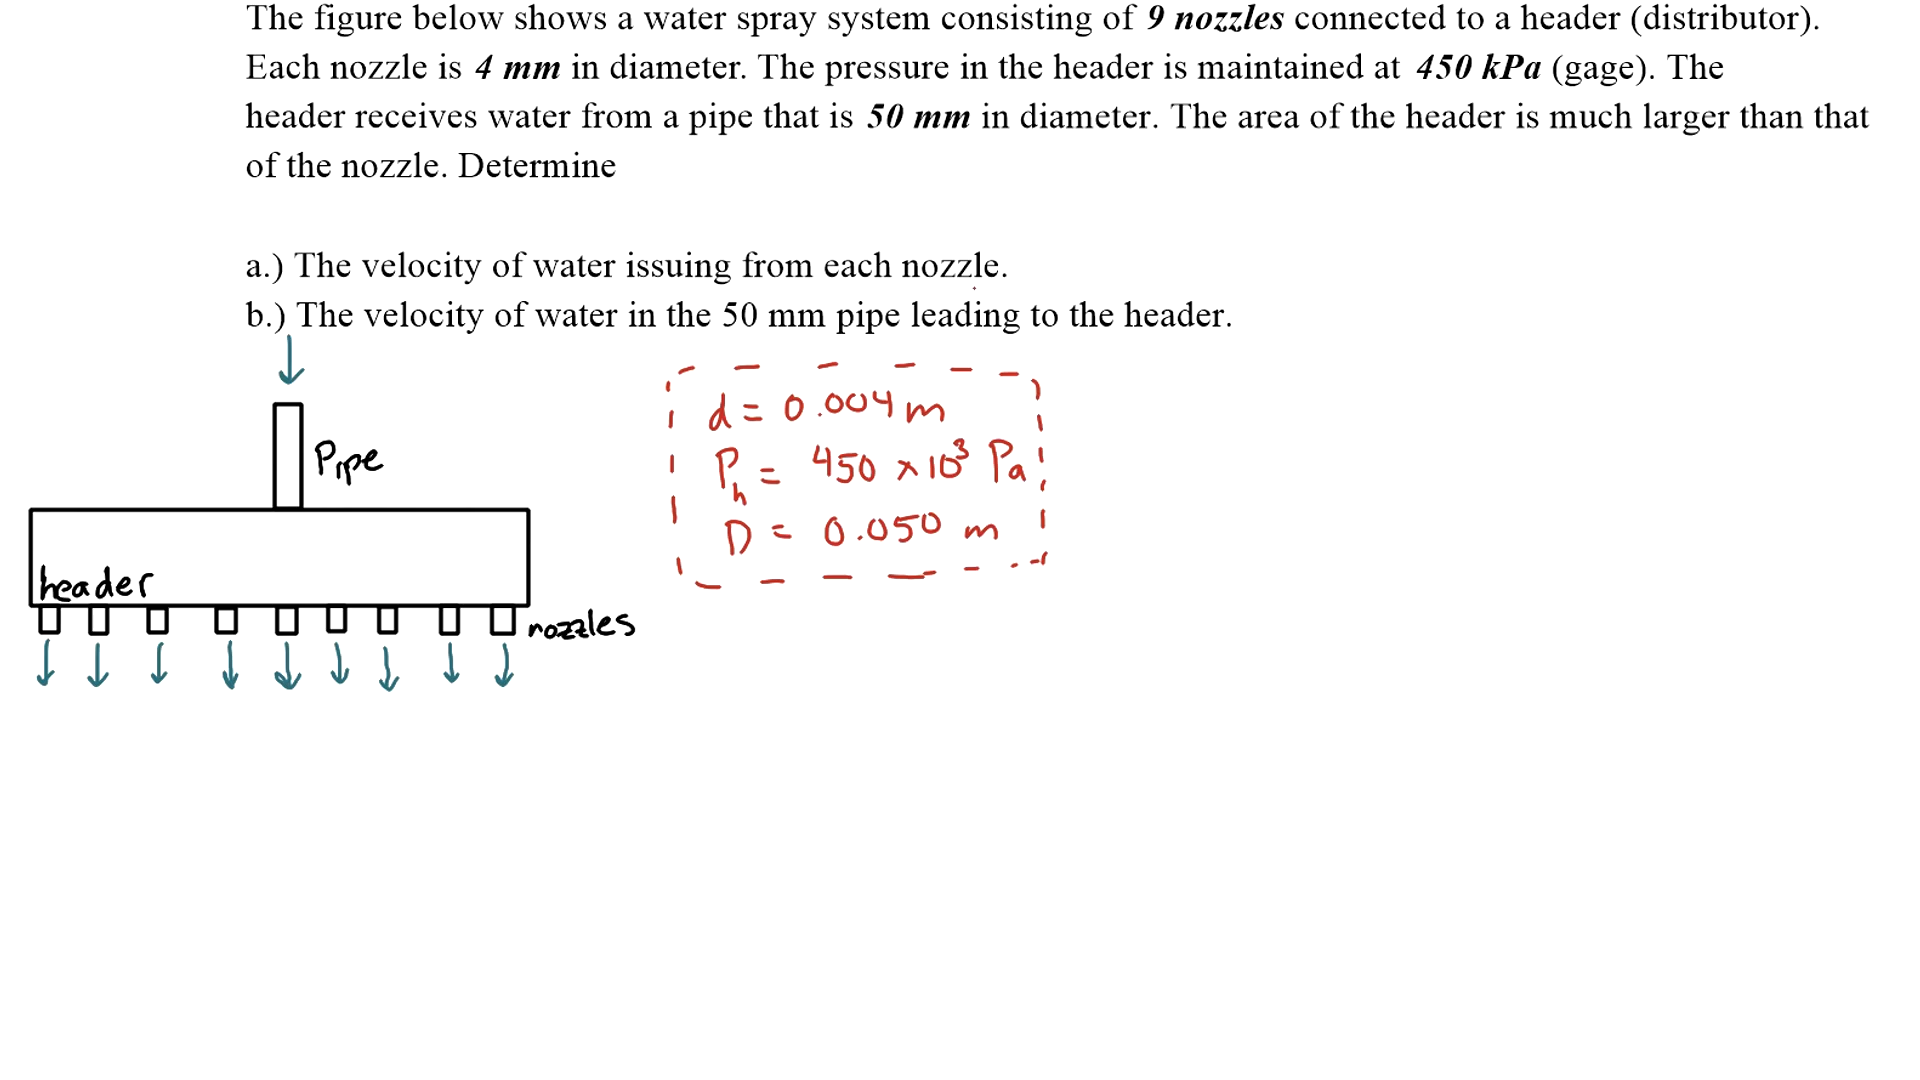 The figure below shows a water spray system consisting of 9 nozzles connected to a header (distributor).
Each nozzle is 4 mm in diameter. The pressure in the header is maintained at 450 kPa (gage). The
header receives water from a pipe that is 50 mm in diameter. The area of the header is much larger than that
of the nozzle. Determine
a.) The velocity of water issuing from each nozzle.
b.) The velocity of water in the 50 mm pipe leading to the header.
d = 0.004 m
Pipe
Ph = 450 × 10³ Pa
D = 0.050 m
header
nozzles